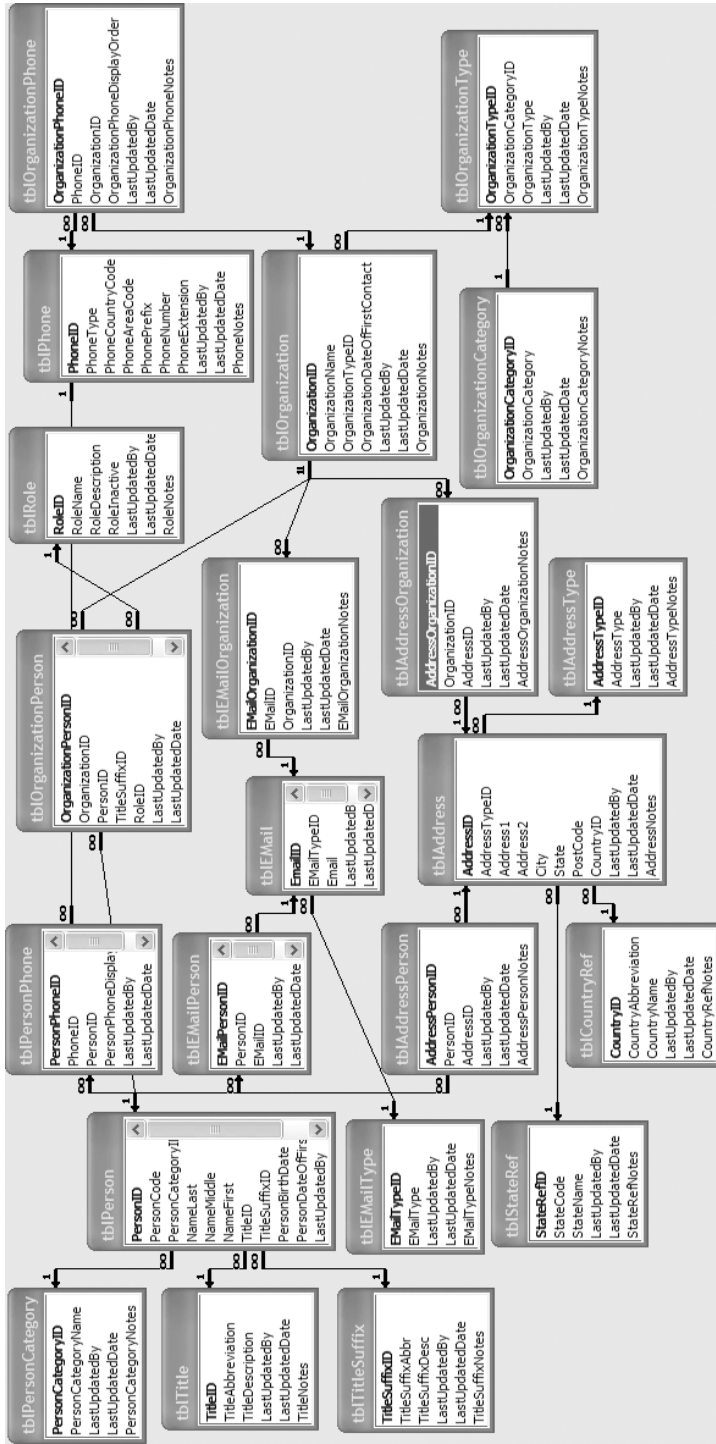 tblPersonCategory
PersonCategoryID
PersonCategoryName
LastUpdatedBy
LastUpdatedDate
PersonCategoryNotes
tblTitle
TitleID
TitleAbbreviation
TitleDescription
LastUpdatedBy
LastUpdatedDate
TitleNotes
tblTitleSuffix
TitleSuffixID
TitleSuffixAbbr
TitleSuffixDesc
LastUpdatedBy
LastUpdatedDate
TitleSuffixNotes
tblPerson
PersonID
PersonCode
PersonCategoryII
NameLast
NameMiddle
NameFirst
TitleID
TitleSuffixID
PersonBirthDate
PersonDateOfFirs
LastUpdatedBy
tblEMailType
EMailTypeID
EMailType
LastUpdatedBy
LastUpdatedDate
EMailTypeNotes
tblStateRef
StateRefID
StateCode
StateName
LastUpdatedBy
LastUpdatedDate
StateRefNotes
tblPersonPhone
PersonPhoneID
PhoneID
PersonID
PersonPhoneDisplay
LastUpdatedBy
LastUpdatedDate
tblEMailPerson
EMailPersonID
PersonID
EMailID
LastUpdatedBy
LastUpdatedDate
tblAddressPerson
AddressPersonID
PersonID
AddressID
LastUpdatedBy
LastUpdatedDate
AddressPersonNotes
tblCountryRef
CountryID
CountryAbbreviation
CountryName
LastUpdatedBy
LastUpdatedDate
CountryRefNotes
tblOrganizationPerson
OrganizationPersonID
OrganizationID
PersonID
TitleSuffixID
RoleID
LastUpdatedBy
LastUpdatedDate
tblEMail
EmailID
EMailTypeID
Email
LastUpdatedB
LastUpdatedD
tblAddress
AddressID
AddressTypeID
Address1
Address2
City
State
PostCode
CountryID
LastUpdatedBy
LastUpdatedDate
AddressNotes
tblEMailOrganization
EMailOrganizationID
EMailID
OrganizationID
LastUpdatedBy
LastUpdatedDate
EMailOrganizationNotes
tblAddressOrganization
AddressOrganizationID
OrganizationID
AddressID
LastUpdatedBy
LastUpdatedDate
AddressOrganizationNotes
tblAddressType
AddressTypeID
AddressType
LastUpdatedBy
LastUpdatedDate
AddressTypeNotes
tblRole
RoleID
RoleName
RoleDescription
RoleInactive
LastUpdatedBy
LastUpdatedDate
RoleNotes
tblPhone
PhoneID
PhoneType
PhoneCountryCode
PhoneAreaCode
PhonePrefix
PhoneNumber
PhoneExtension
LastUpdatedBy
LastUpdatedDate
PhoneNotes
tblOrganization
OrganizationID
OrganizationName
OrganizationTypeID
OrganizationDateOfFirstContact
LastUpdatedBy
LastUpdatedDate
OrganizationNotes
tblOrganizationCategory
OrganizationCategoryID
OrganizationCategory
LastUpdatedBy
LastUpdatedDate
OrganizationCategoryNotes
tblOrganizationPhone
OrganizationPhoneID
PhoneID
OrganizationID
OrganizationPhoneDisplayOrder
LastUpdatedBy
LastUpdatedDate
OrganizationPhoneNotes
tblOrganizationType
OrganizationTypeID
OrganizationCategoryID
OrganizationType
LastUpdatedBy
LastUpdatedDate
OrganizationTypeNotes